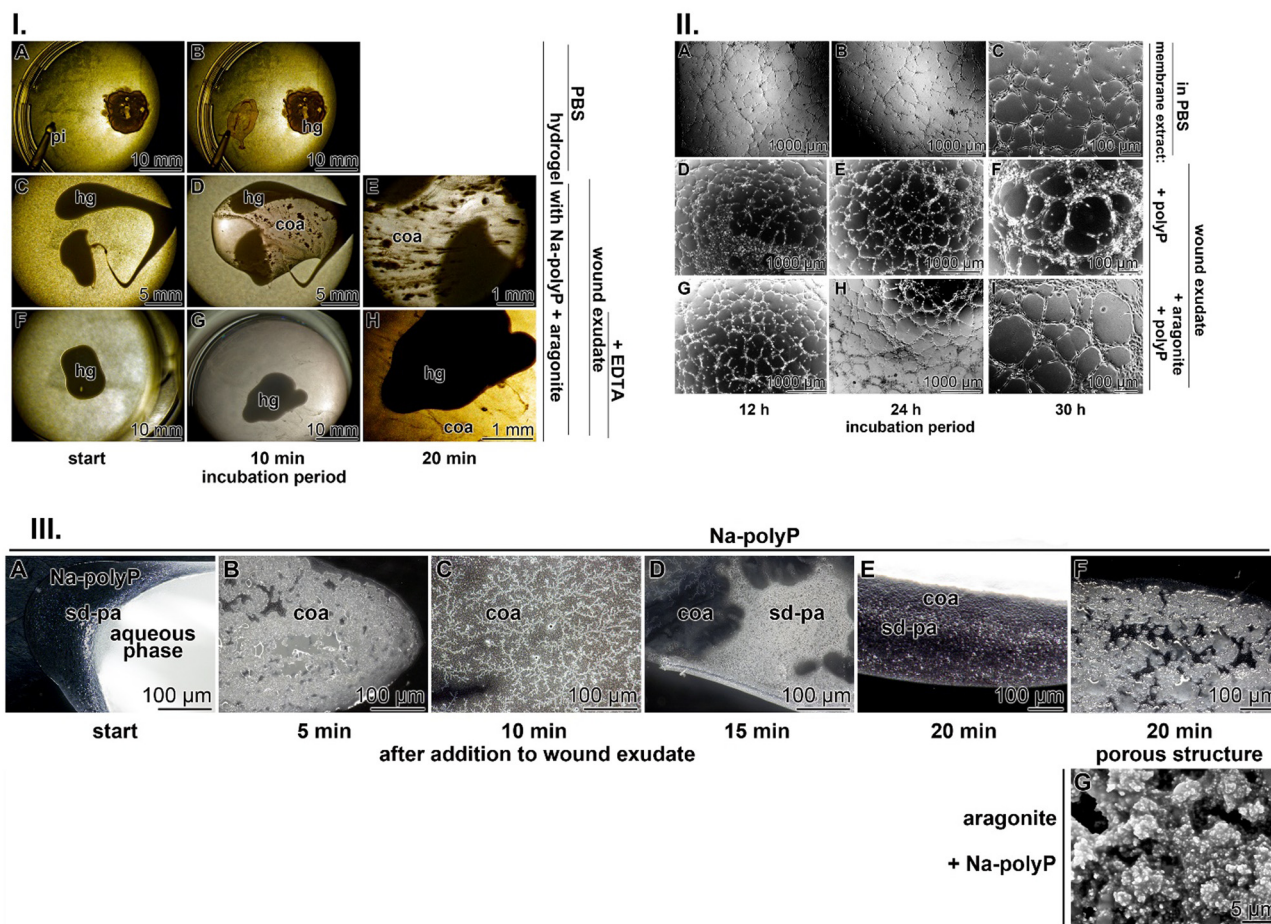 I.
A
pi
10 mm
B
hg
10 mm
PBS
C
hg
5 mm
D
hg
coa
5 mm
E
coa
1 mm
F
hg
10 mm
G
hg
10 mm
H
hg
coa
1 mm
hydrogel with Na-polyP + aragonite
wound exudate
+ EDTA
start
10 min
20 min
incubation period
II.
A
1000 µm
B
1000 µm
C
100 µm
in PBS
membrane extract:
D
1000 µm
E
1000 µm
F
100 µm
+ polyP
G
1000 µm
H
1000 µm
I
100 µm
+ aragonite
+ polyP
wound exudate
12 h
24 h
30 h
incubation period
III.
Na-polyP
A
Na-polyP
sd-pa
aqueous
phase
100 µm
B
coa
100 µm
C
coa
100 µm
D
coa
sd-pa
100 µm
E
coa
sd-pa
100 µm
F
100 µm
start
5 min
10 min
15 min
20 min
20 min
after addition to wound exudate
porous structure
aragonite
+ Na-polyP
G
5 µm